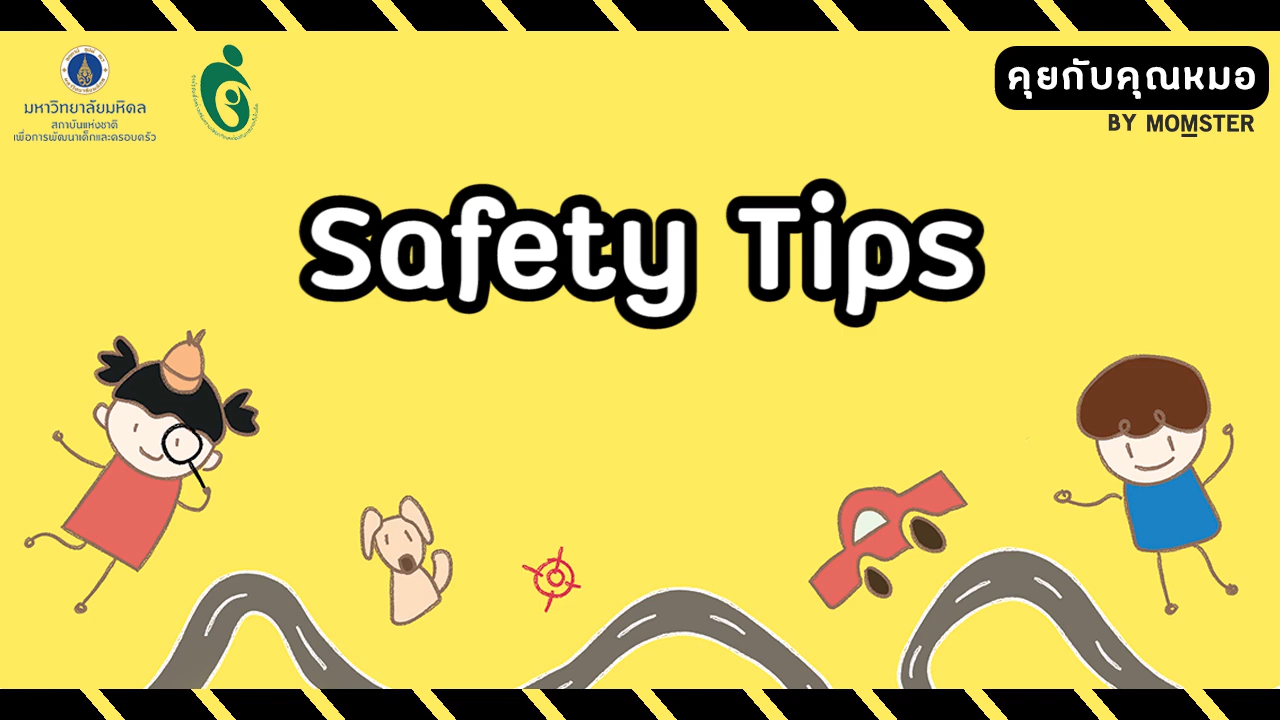 มหาวิทยาลัยมหิดล
สถาบันแห่งชาติ
เพื่อการพัฒนาเด็กและครอบครัว
คุยกับคุณหมอ
BY MOMSTER
Safety Tips